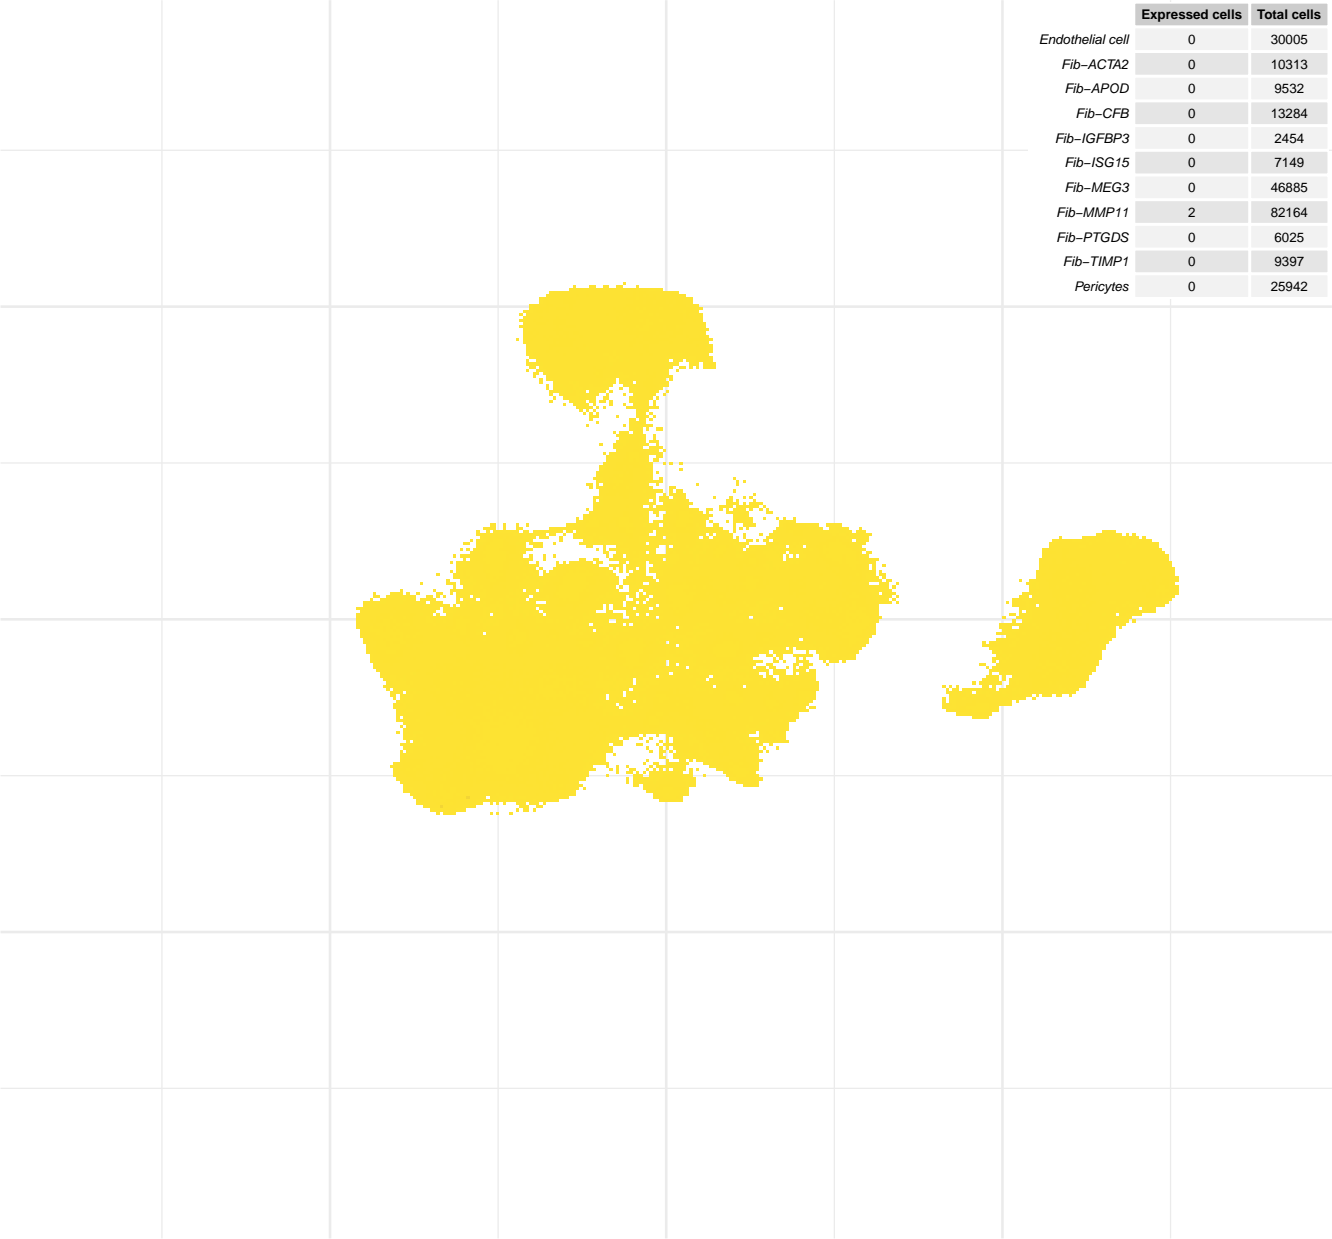 Expressed cells Total cells
Endothelial cell 0 30005
Fib−ACTA2 0 10313
Fib−APOD 0 9532
Fib−CFB 0 13284
Fib−IGFBP3 0 2454
Fib−ISG15 0 7149
Fib−MEG3 0 46885
Fib−MMP11 2 82164
Fib−PTGDS 0 6025
Fib−TIMP1 0 9397
Pericytes 0 25942